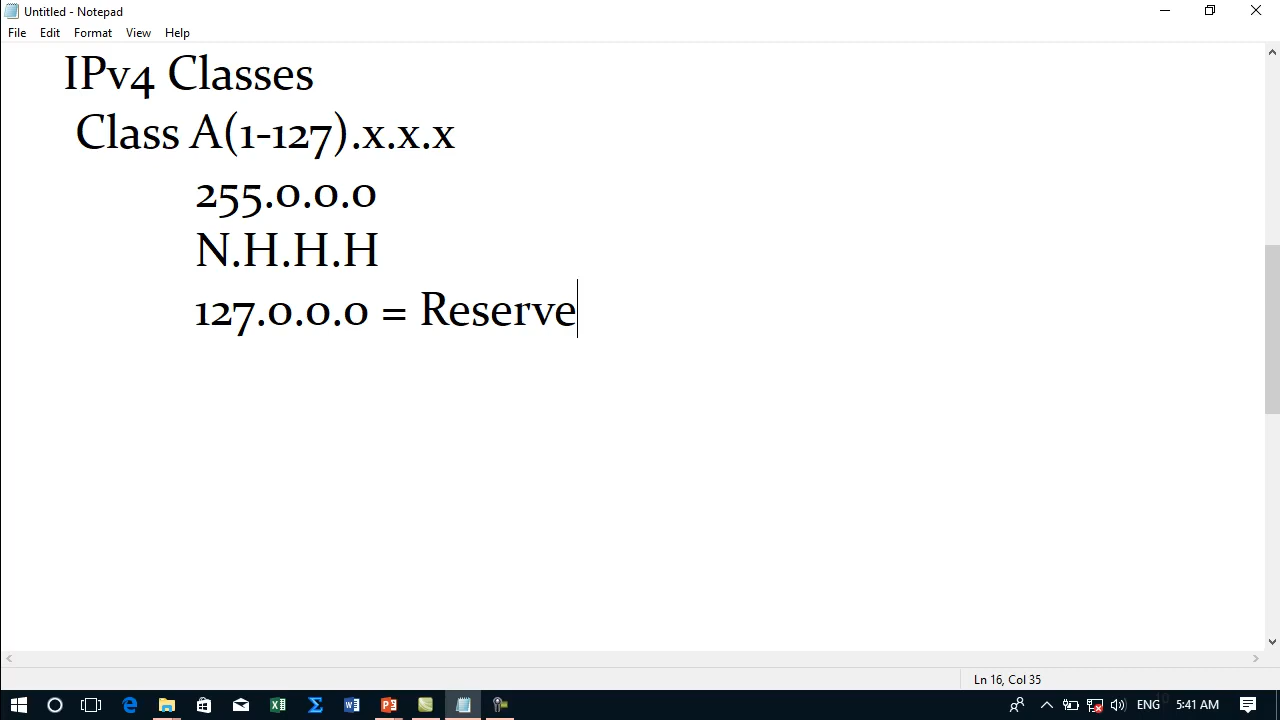 Untitled - Notepad
File Edit Format View Help
IPv4 Classes
Class A(1-127).x.x.x
255.0.0.0
N.H.H.H
127.0.0.0 = Reserve
Ln 16, Col 35
ENG 5:41 AM